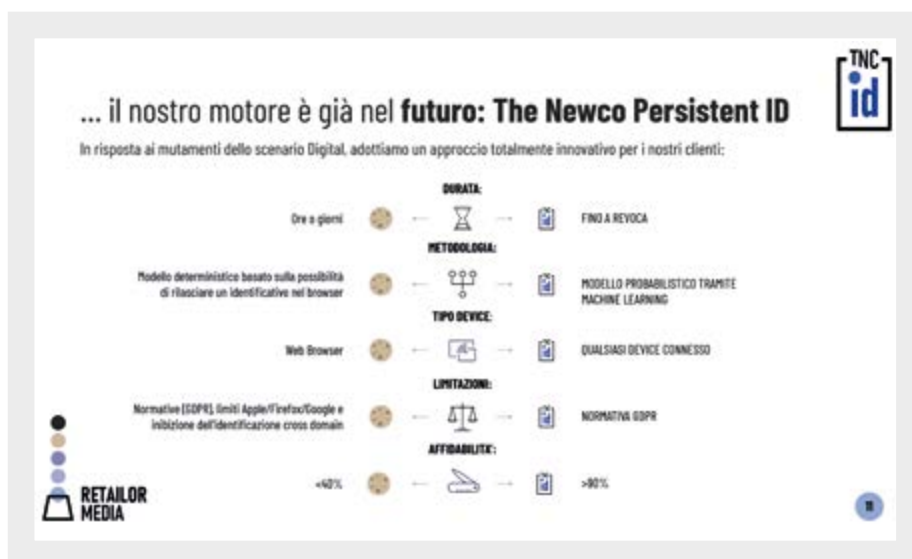 TNC
id
... il nostro motore è già nel futuro: The Newco Persistent ID
In risposta ai mutamenti dello scenario Digital, adottiamo un approccio totalmente innovativo per i nostri clienti:
DURATA:
Ore o giorni
FINO A REVOCA
METODOLOGIA:
Modello deterministico basato sulla possibilità
di rilasciare un identificativo nel browser
MODELLO PROBABILISTICO TRAMITE
MACHINE LEARNING
TIPO DEVICE:
Web Browser
QUALSIASI DEVICE CONNESSO
LIMITAZIONI:
Normative (GDPR), limiti Apple/Firefox/Google e
inibizione dell'identificazione cross domain
NORMATIVA GDPR
AFFIDABILITA':
<40%
>90%
RETAILOR
MEDIA
11